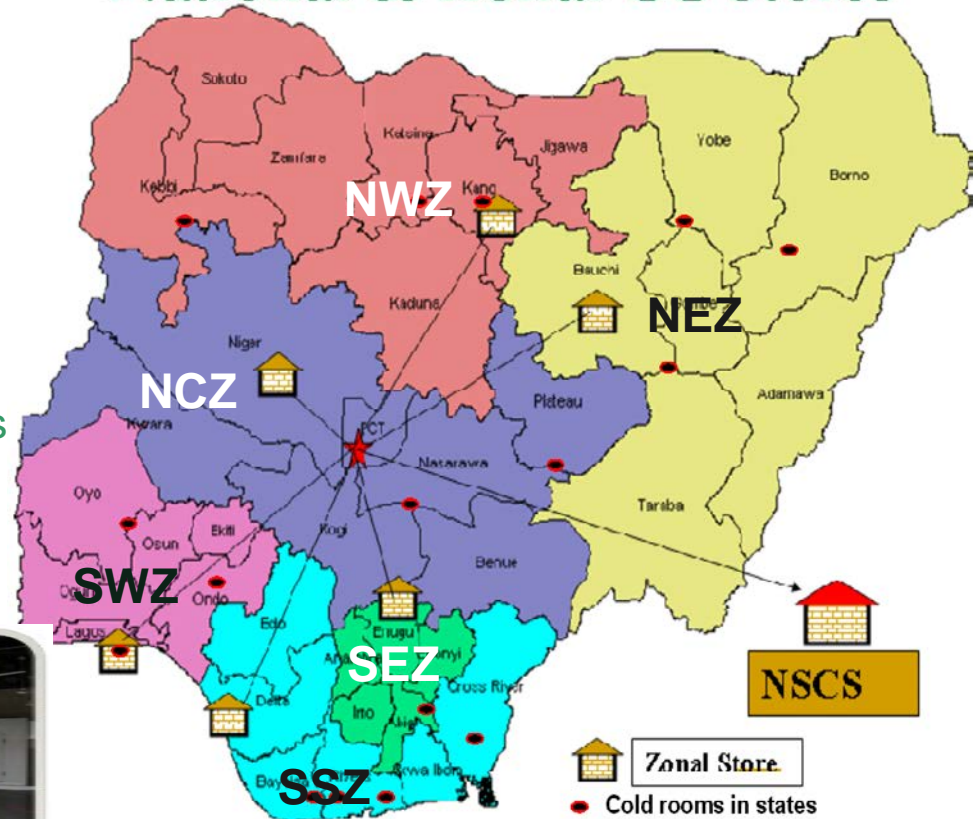 Sokoto
Katsina
Jigawa
Yobe
Borno
Zamfara
Kebbi
Kano
NWZ
Bauchi
Kaduna
NEZ
Niger
NCZ
Adamawa
Plateau
Kwara
FCT
Nasarawa
Oyo
Taraba
Osun
Ekiti
Kogi
Benue
SWZ
Ondo
Lagos
Edo
Enugu
SEZ
Cross River
NSCS
Delta
Imo
SSZ
Akwa Ibom
Zonal Store
Cold rooms in states